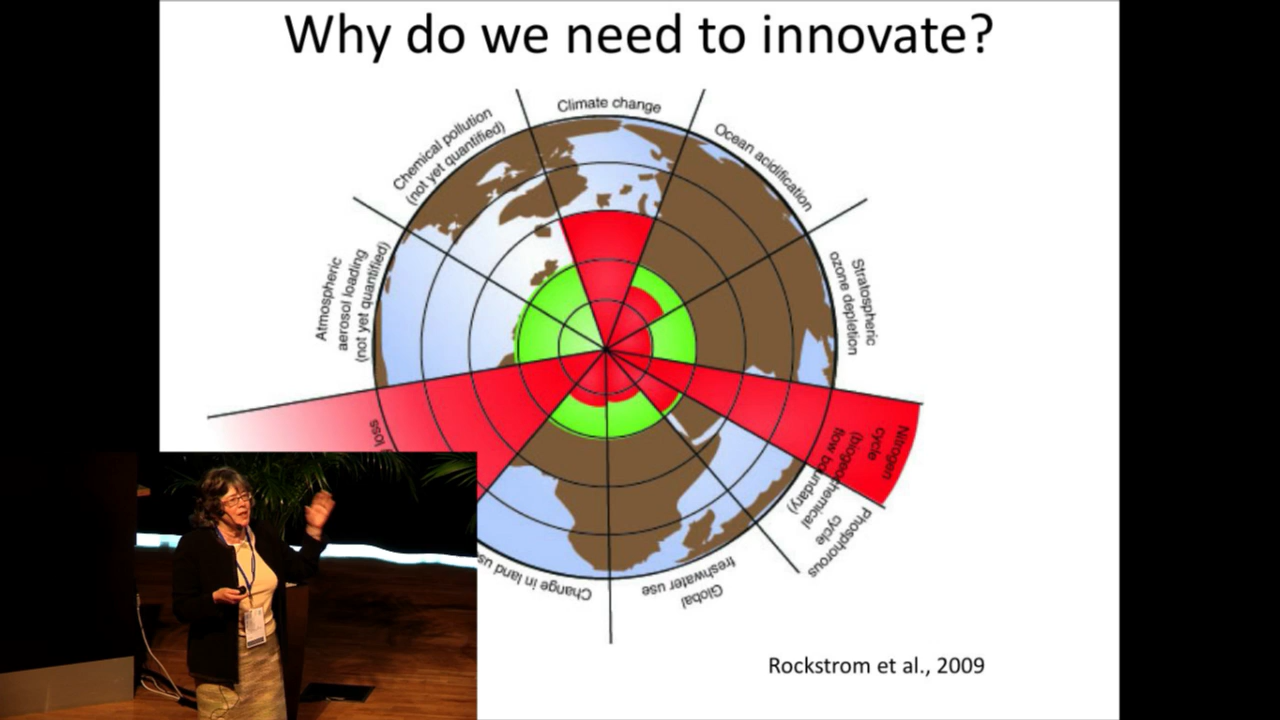 Why do we need to innovate?
Climate change
Ocean acidification
Stratospheric
ozone depletion
Nitrogen
cycle
(biogeochemical
flow boundary)
Phosphorous
cycle
Global
freshwater use
Change in land us
loss
Atmospheric
aerosol loading
(not yet quantified)
Chemical pollution
(not yet quantified)
Rockstrom et al., 2009